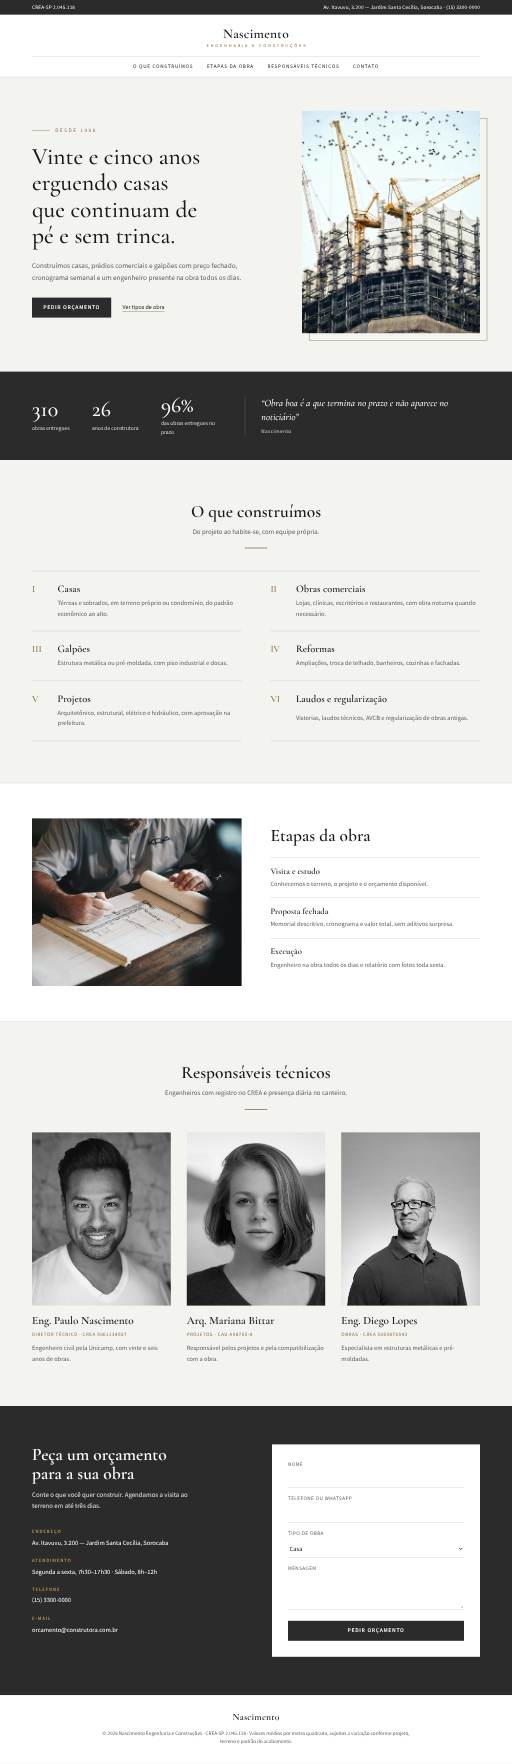 CREA-SP 2.045.118
Av. Itavuvu, 3.200 — Jardim Santa Cecília, Sorocaba · (15) 3300-0000
Nascimento
ENGENHARIA E CONSTRUÇÕES
O QUE CONSTRUÍMOS ETAPAS DA OBRA RESPONSÁVEIS TÉCNICOS CONTATO
DESDE 1998
Vinte e cinco anos
erguendo casas
que continuam de
pé e sem trinca.
Construímos casas, prédios comerciais e galpões com preço fechado,
cronograma semanal e um engenheiro presente na obra todos os dias.
PEDIR ORÇAMENTO
Ver tipos de obra
310
obras entregues
26
anos de construtora
96%
das obras entregues no
prazo
“Obra boa é a que termina no prazo e não aparece no
noticiário”
Nascimento
O que construímos
Do projeto ao habite-se, com equipe própria.
I
Casas
Térreas e sobrados, em terreno próprio ou condomínio, do padrão
econômico ao alto.
II
Obras comerciais
Lojas, clínicas, escritórios e restaurantes, com obra noturna quando
necessário.
III
Galpões
Estrutura metálica ou pré-moldada, com piso industrial e docas.
IV
Reformas
Ampliações, troca de telhado, banheiros, cozinhas e fachadas.
V
Projetos
Arquitetônico, estrutural, elétrico e hidráulico, com aprovação na
prefeitura.
VI
Laudos e regularização
Vistorias, laudos técnicos, AVCB e regularização de obras antigas.
Etapas da obra
Visita e estudo
Conhecemos o terreno, o projeto e o orçamento disponível.
Proposta fechada
Memorial descritivo, cronograma e valor total, sem aditivos surpresa.
Execução
Engenheiro na obra todos os dias e relatório com fotos toda sexta.
Responsáveis técnicos
Engenheiros com registro no CREA e presença diária no canteiro.
Eng. Paulo Nascimento
DIRETOR TÉCNICO · CREA
Engenheiro civil pela Unicamp, com vinte e seis
anos de obras.
Arq. Mariana Bittar
PROJETOS · CAU
Responsável pelos projetos e pela compatibilização
com a obra.
Eng. Diego Lopes
OBRAS · CREA
Especialista em estruturas metálicas e pré-
moldadas.
Peça um orçamento
para a sua obra
Conte o que você quer construir. Agendamos a visita ao
terreno em até três dias.
ENDEREÇO
Av. Itavuvu, 3.200 — Jardim Santa Cecília, Sorocaba
ATENDIMENTO
Segunda a sexta, 7h30–17h30 · Sábado, 8h–12h
TELEFONE
(15) 3300-0000
E-MAIL
orcamento@construtora.com.br
NOME
TELEFONE OU WHATSAPP
TIPO DE OBRA
Casa
MENSAGEM
PEDIR ORÇAMENTO
Nascimento
© 2026 Nascimento Engenharia e Construções · CREA-SP 2.045.118 · Valores médios por metro quadrado, sujeitos a variação conforme projeto,
terreno e padrão de acabamento.